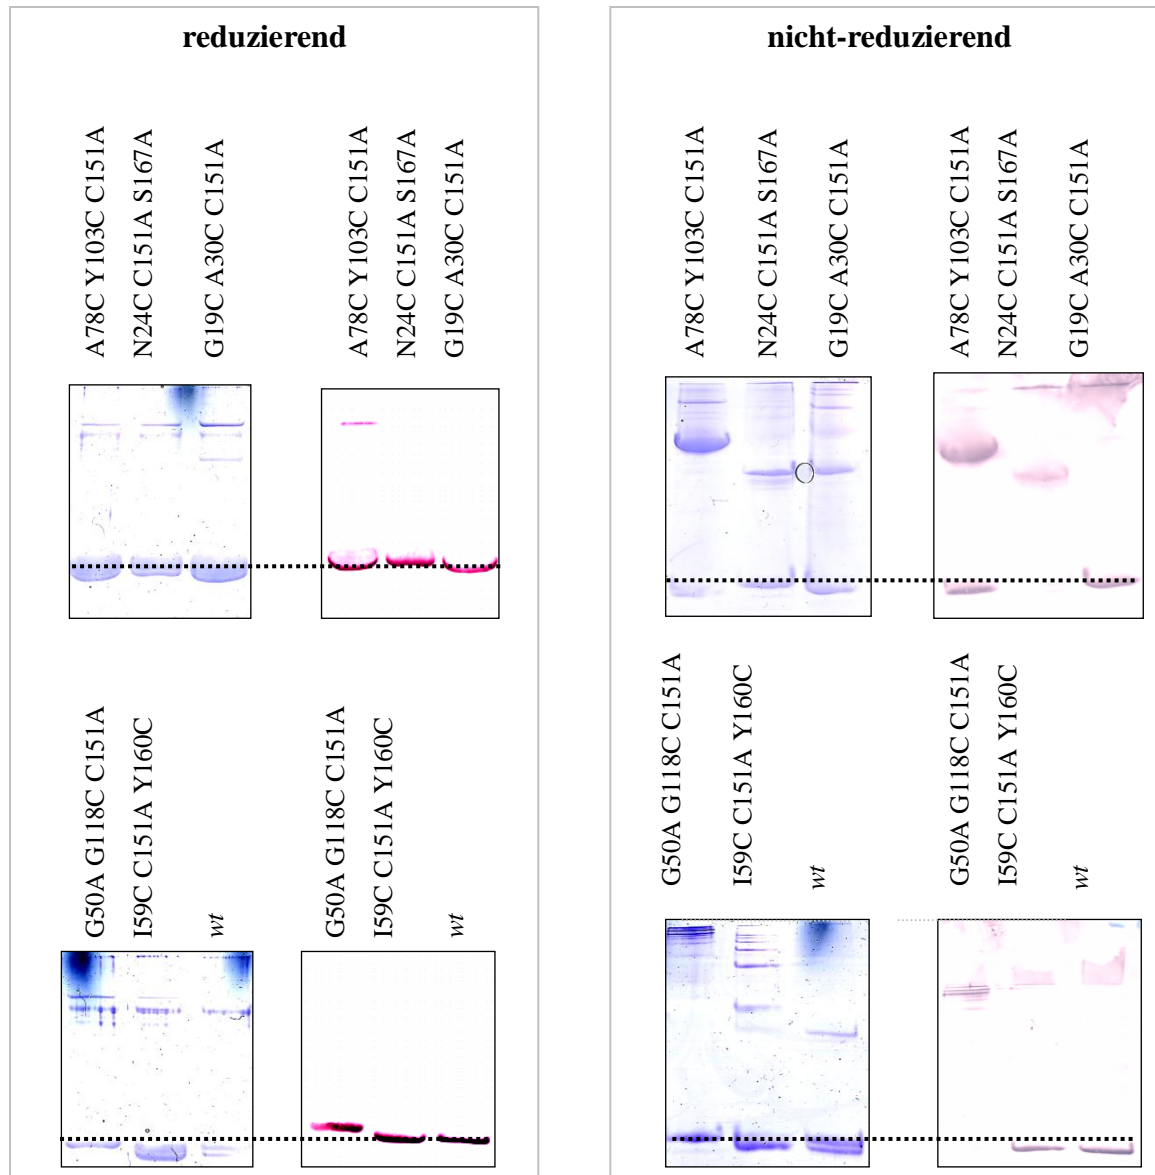 reduzierend
A78C Y103C C151A
N24C C151A S167A
G19C A30C C151A
A78C Y103C C151A
N24C C151A S167A
G19C A30C C151A
G50A G118C C151A
I59C C151A Y160C
wt
G50A G118C C151A
I59C C151A Y160C
wt
nicht-reduzierend
A78C Y103C C151A
N24C C151A S167A
G19C A30C C151A
A78C Y103C C151A
N24C C151A S167A
G19C A30C C151A
G50A G118C C151A
I59C C151A Y160C
wt
G50A G118C C151A
I59C C151A Y160C
wt